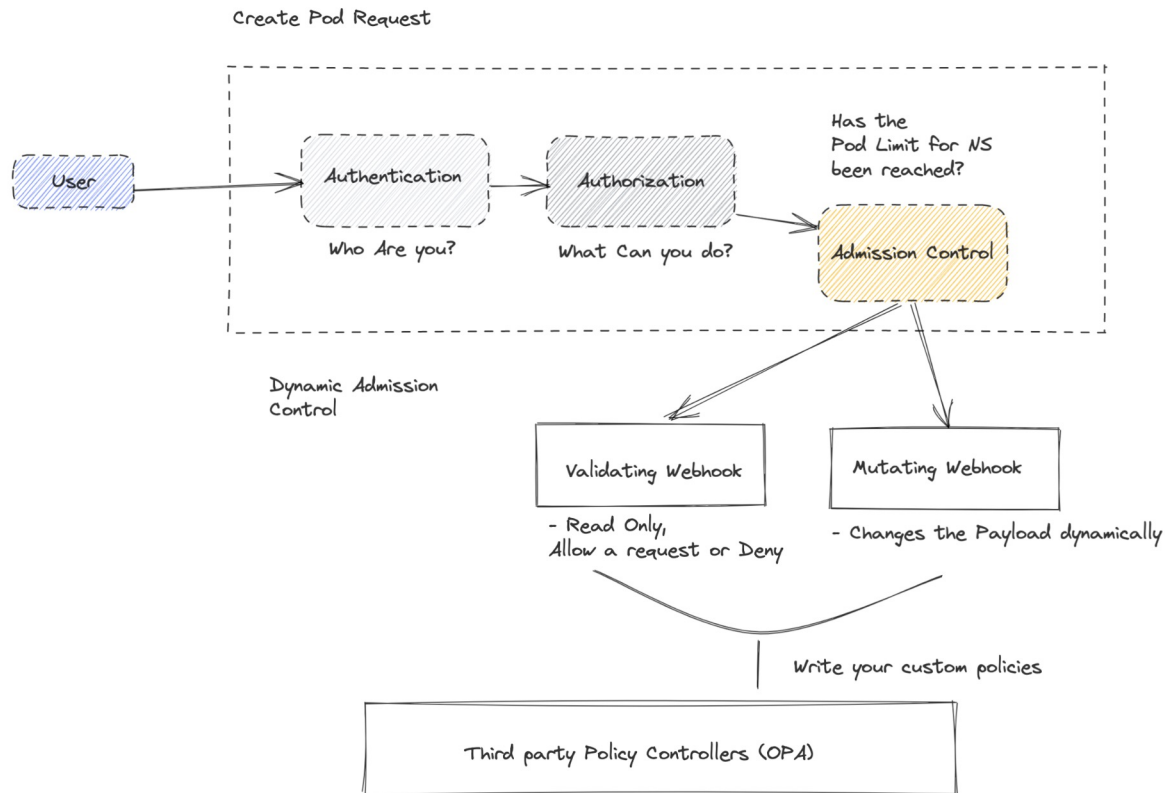 Create Pod Request
User
Authentication
Who Are you?
Authorization
What Can you do?
Has the
Pod Limit for NS
been reached?
Admission Control
Dynamic Admission
Control
Validating Webhook
- Read Only,
Allow a request or Deny
Mutating Webhook
- Changes the Payload dynamically
Write your custom policies
Third party Policy Controllers (OPA)